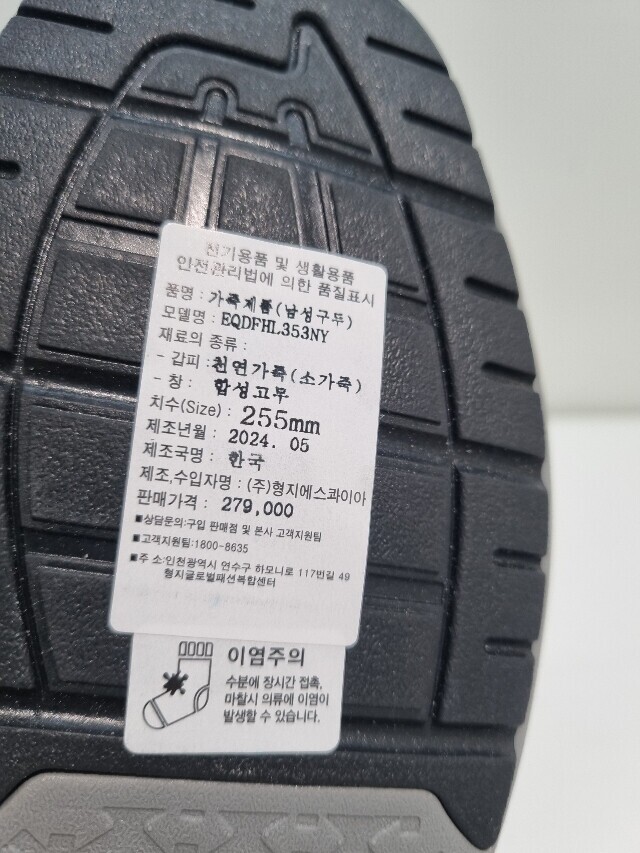 전기용품 및 생활용품
안전관리법에 의한 품질표시
품명 : 가죽제품(남성구두)
모델명 : EQDFHL353NY
재료의 종류 :
- 갑피 : 천연가죽(소가죽)
- 창 : 합성고무
치수(Size) : 255mm
제조년월 : 2024. 05
제조국명 : 한국
제조,수입자명 : (주)형지에스콰이아
판매가격 : 279,000
■상담문의:구입 판매점 및 본사 고객지원팀
■고객지원팀:1800-8635
■주 소:인천광역시 연수구 하모니로 117번길 49
형지글로벌패션복합센터
이염주의
수분에 장시간 접촉,
마찰시 의류에 이염이
발생할 수 있습니다.